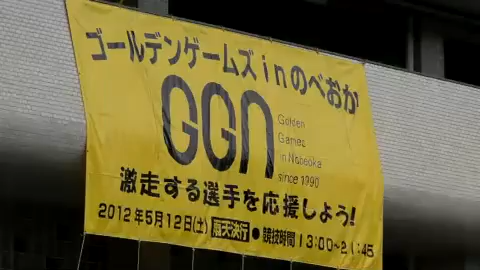 ゴールデンゲームズinのべおか
GGN
Golden
Games
in Nobeoka
since 1990
激走する選手を応援しよう!
2012年5月12日(土) 雨天決行 ●競技時間 13:00~21:45